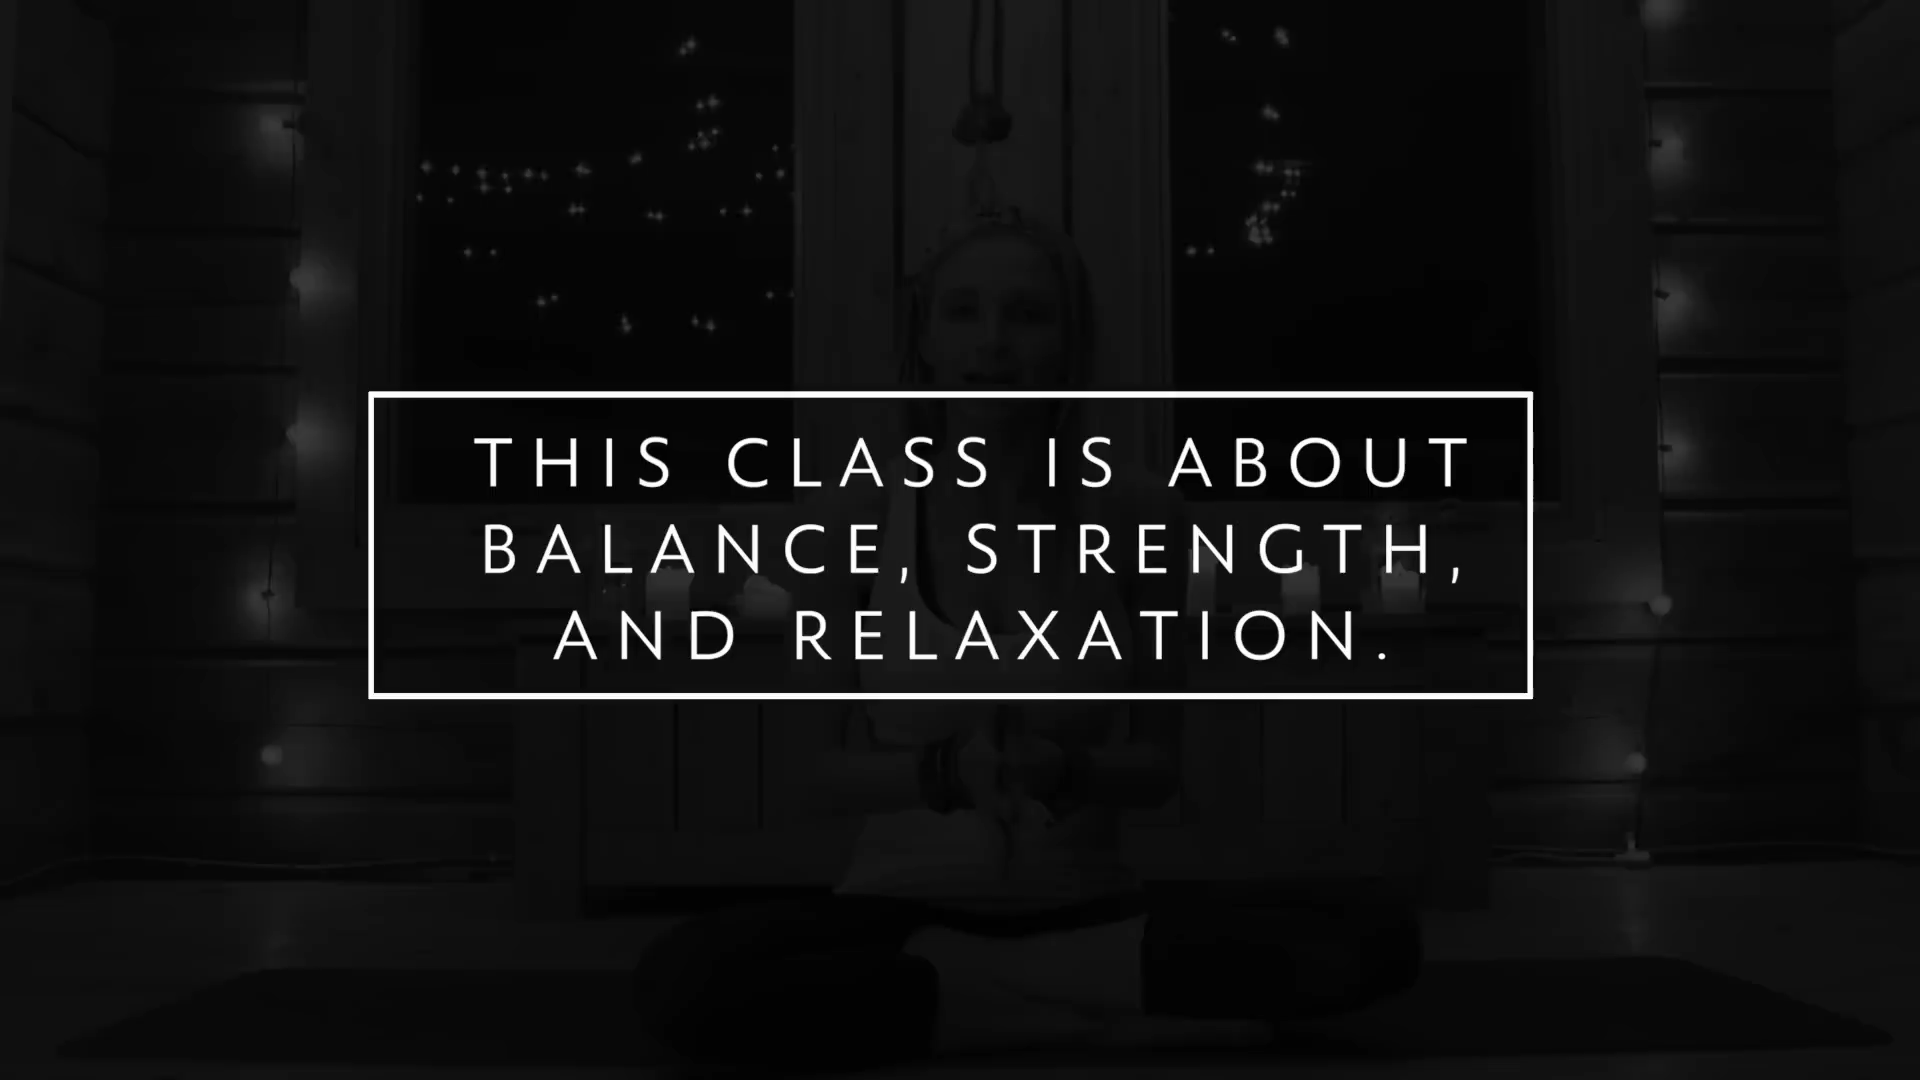 THIS CLASS IS ABOUT
BALANCE, STRENGTH,
AND RELAXATION.